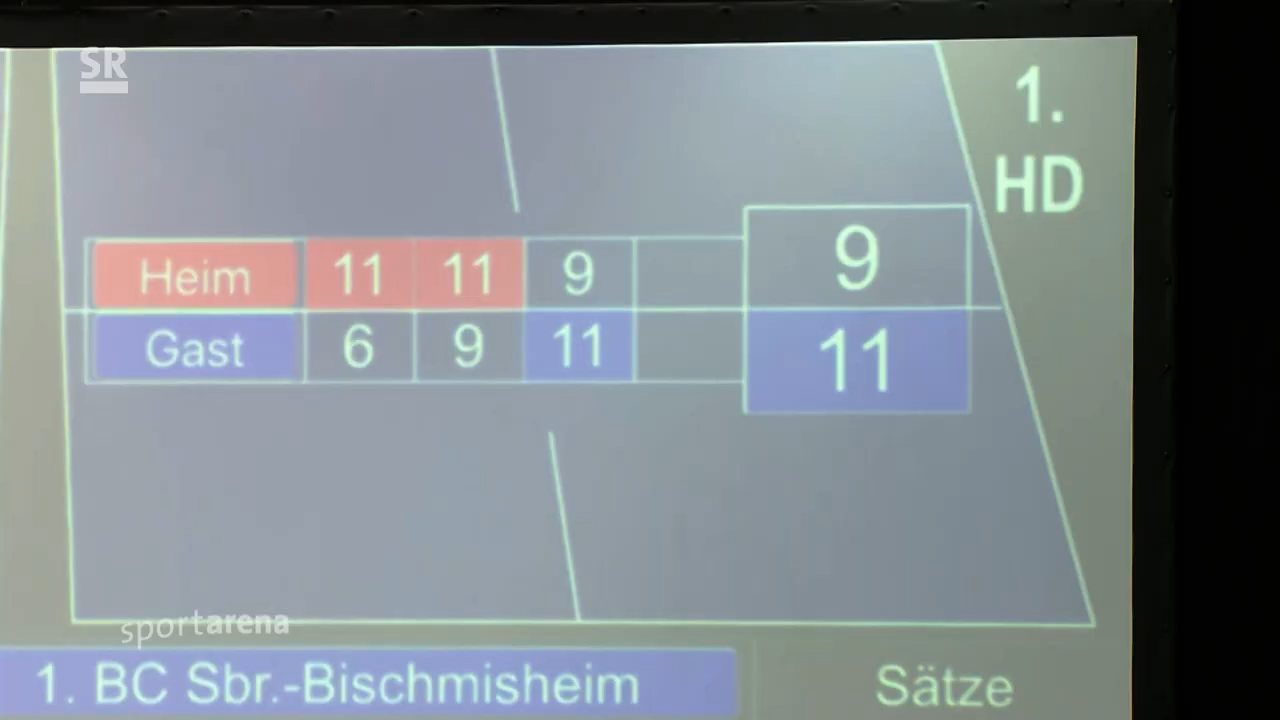 SR
1.
HD
Heim 11 11 9 9
Gast 6 9 11 11
sportarena
1. BC Sbr.-Bischmisheim Sätze